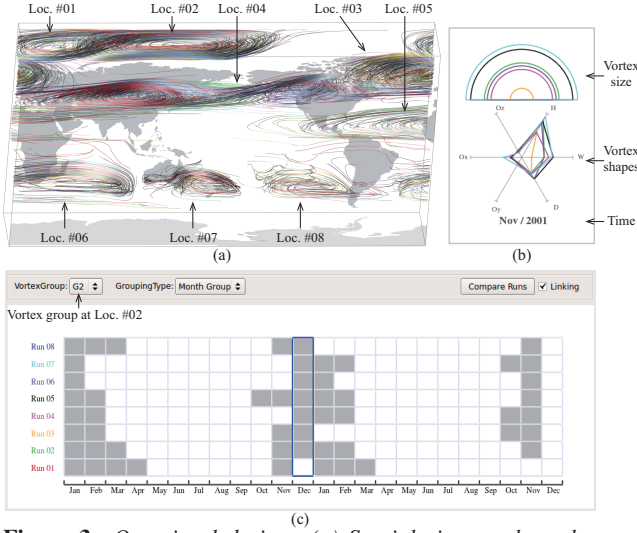 Loc. #01
Loc. #02
Loc. #04
Loc. #03
Loc. #05
Loc. #06
Loc. #07
Loc. #08
(a)
Vortex
size
Oz
H
Ox
W
Oy
D
Vortex
shapes
Nov / 2001
Time
(b)
VortexGroup: G2
GroupingType: Month Group
Compare Runs
Linking
Vortex group at Loc. #02
Run 08
Run 07
Run 06
Run 05
Run 04
Run 03
Run 02
Run 01
Jan Feb Mar Apr May Jun July Aug Sep Oct Nov Dec Jan Feb Mar Apr May Jun July Aug Sep Oct Nov Dec
(c)